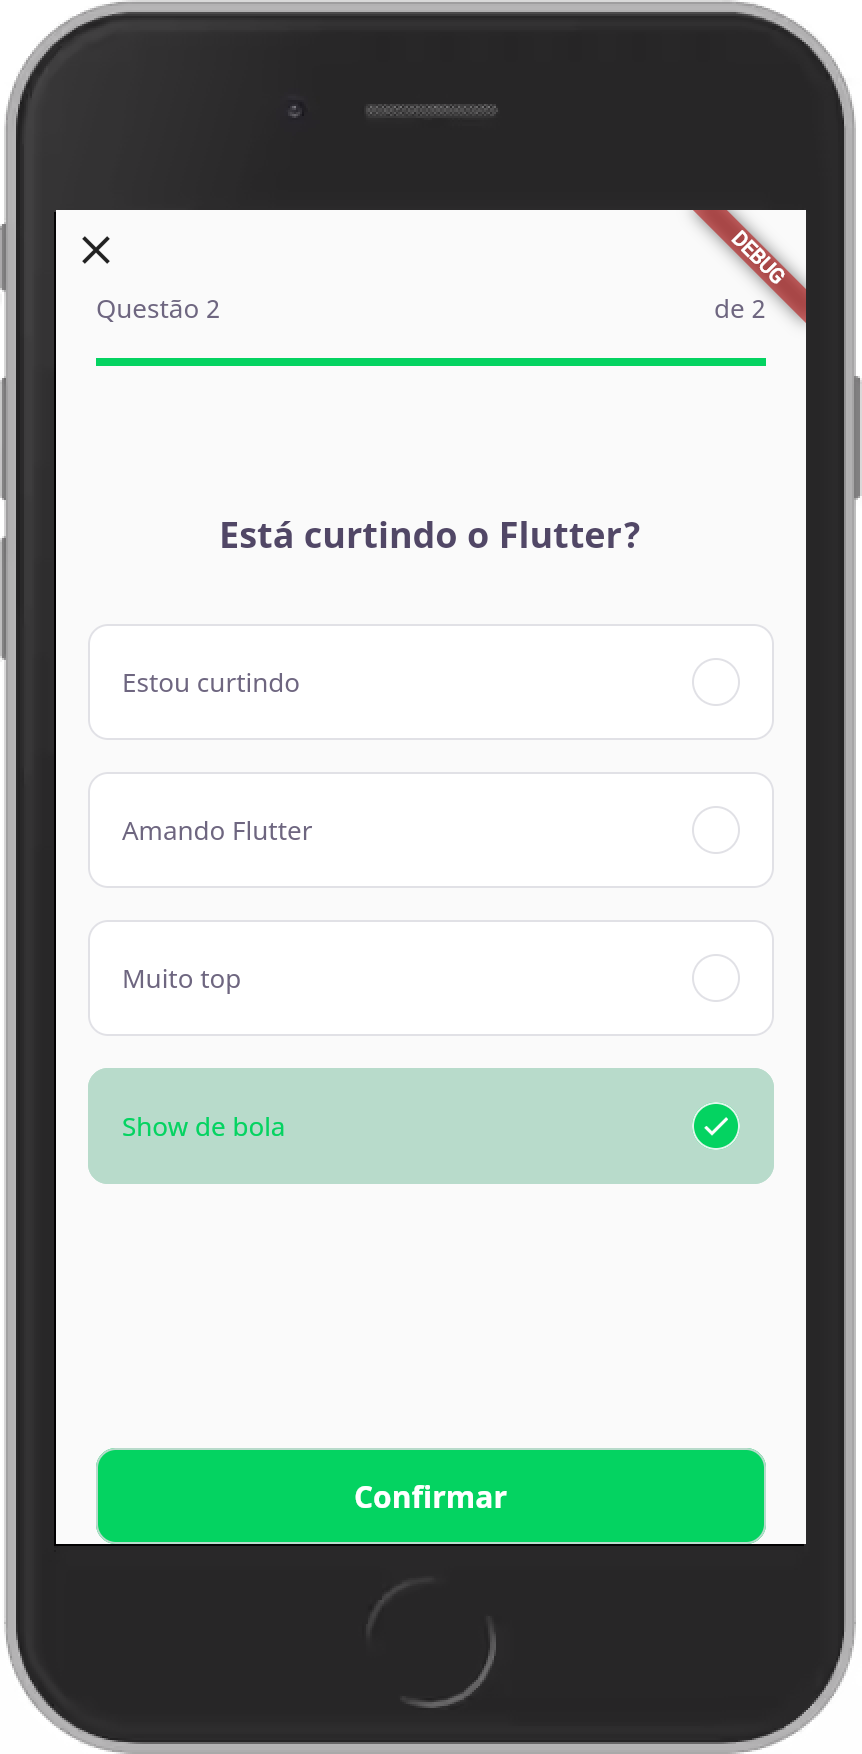 DEBUG
Questão 2
de 2
Está curtindo o Flutter?
Estou curtindo
Amando Flutter
Muito top
Show de bola
Confirmar